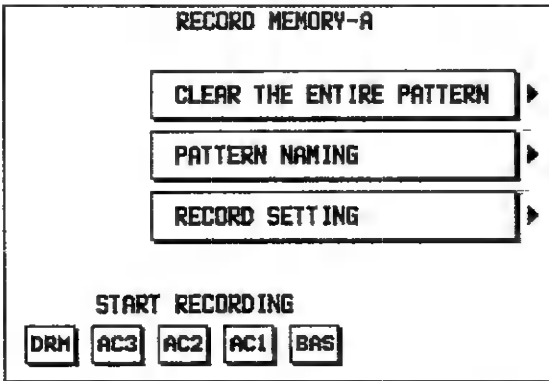 RECORD MEMORY-A
CLEAR THE ENTIRE PATTERN
PATTERN NAMING
RECORD SETTING
START RECORDING
DRM AC3 AC2 AC1 BAS